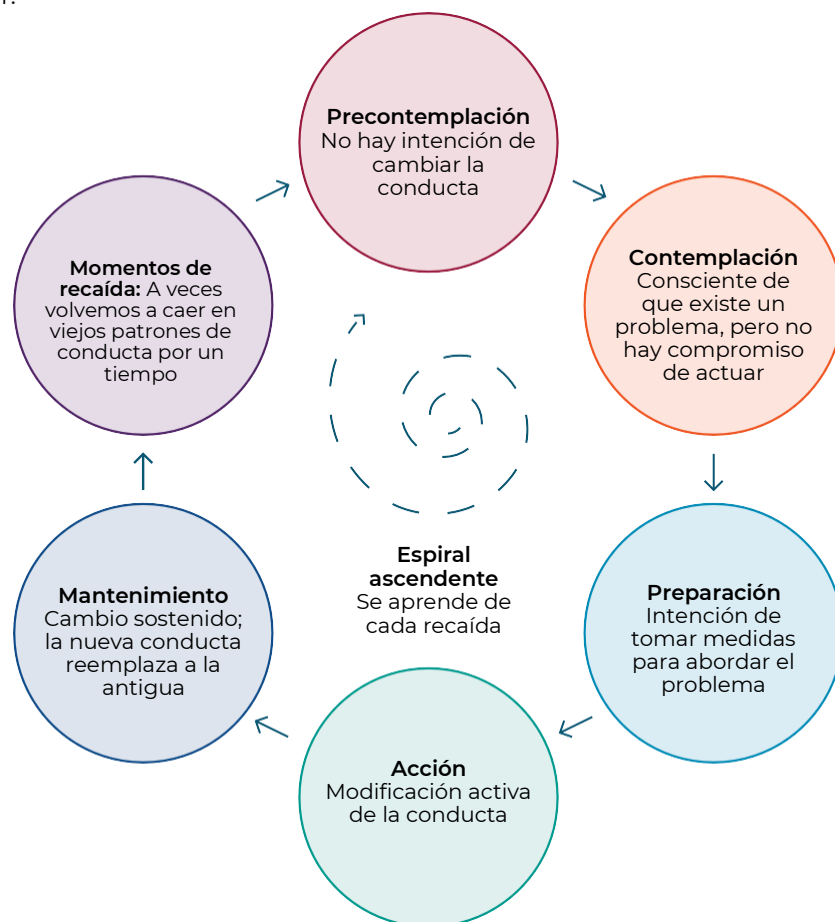 Precontemplación
No hay intención de
cambiar la
conducta
Contemplación
Consciente de
que existe un
problema, pero no
hay compromiso
de actuar
Preparación
Intención de
tomar medidas
para abordar el
problema
Acción
Modificación activa
de la conducta
Mantenimiento
Cambio sostenido;
la nueva conducta
reemplaza a la
antigua
Momentos de
recaída: A veces
volvemos a caer en
viejos patrones de
conducta por un
tiempo
Espiral
ascendente
Se aprende de
cada recaída